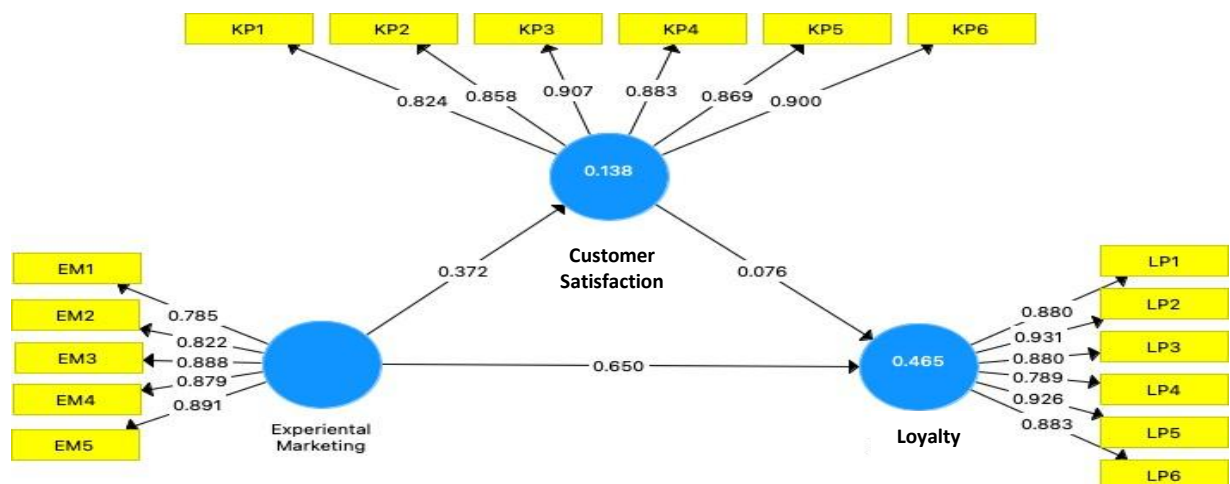 KP1
KP2
KP3
KP4
KP5
KP6
0.824
0.858
0.907
0.883
0.869
0.900
0.138
Customer
Satisfaction
0.372
0.076
EM1
EM2
EM3
EM4
EM5
0.785
0.822
0.888
0.879
0.891
Experiental
Marketing
0.650
0.465
Loyalty
0.880
0.931
0.880
0.789
0.926
0.883
LP1
LP2
LP3
LP4
LP5
LP6